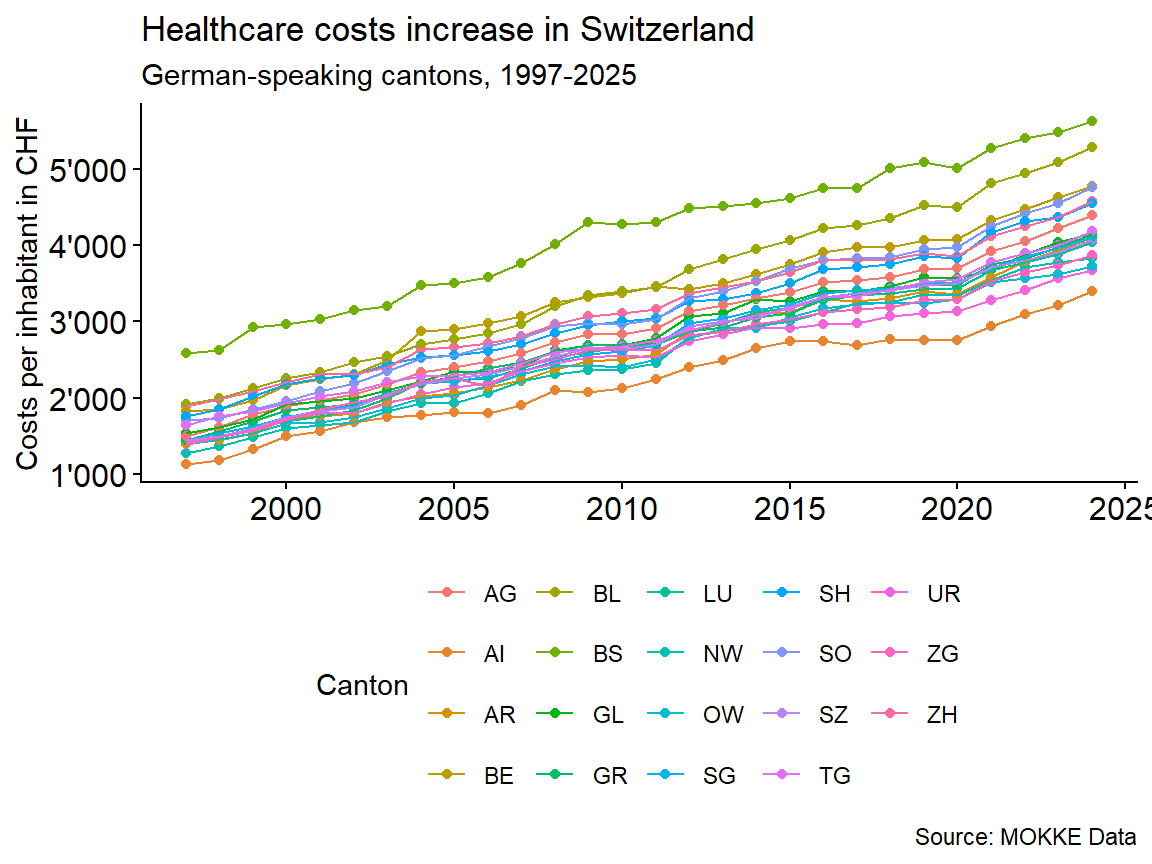 Healthcare costs increase in Switzerland
German-speaking cantons, 1997-2025
Costs per inhabitant in CHF
5'000
4'000
3'000
2'000
1'000
2000 2005 2010 2015 2020 2025
Canton
AG BL LU SH UR
AI BS NW SO ZG
AR GL OW SZ ZH
BE GR SG TG
Source: MOKKE Data